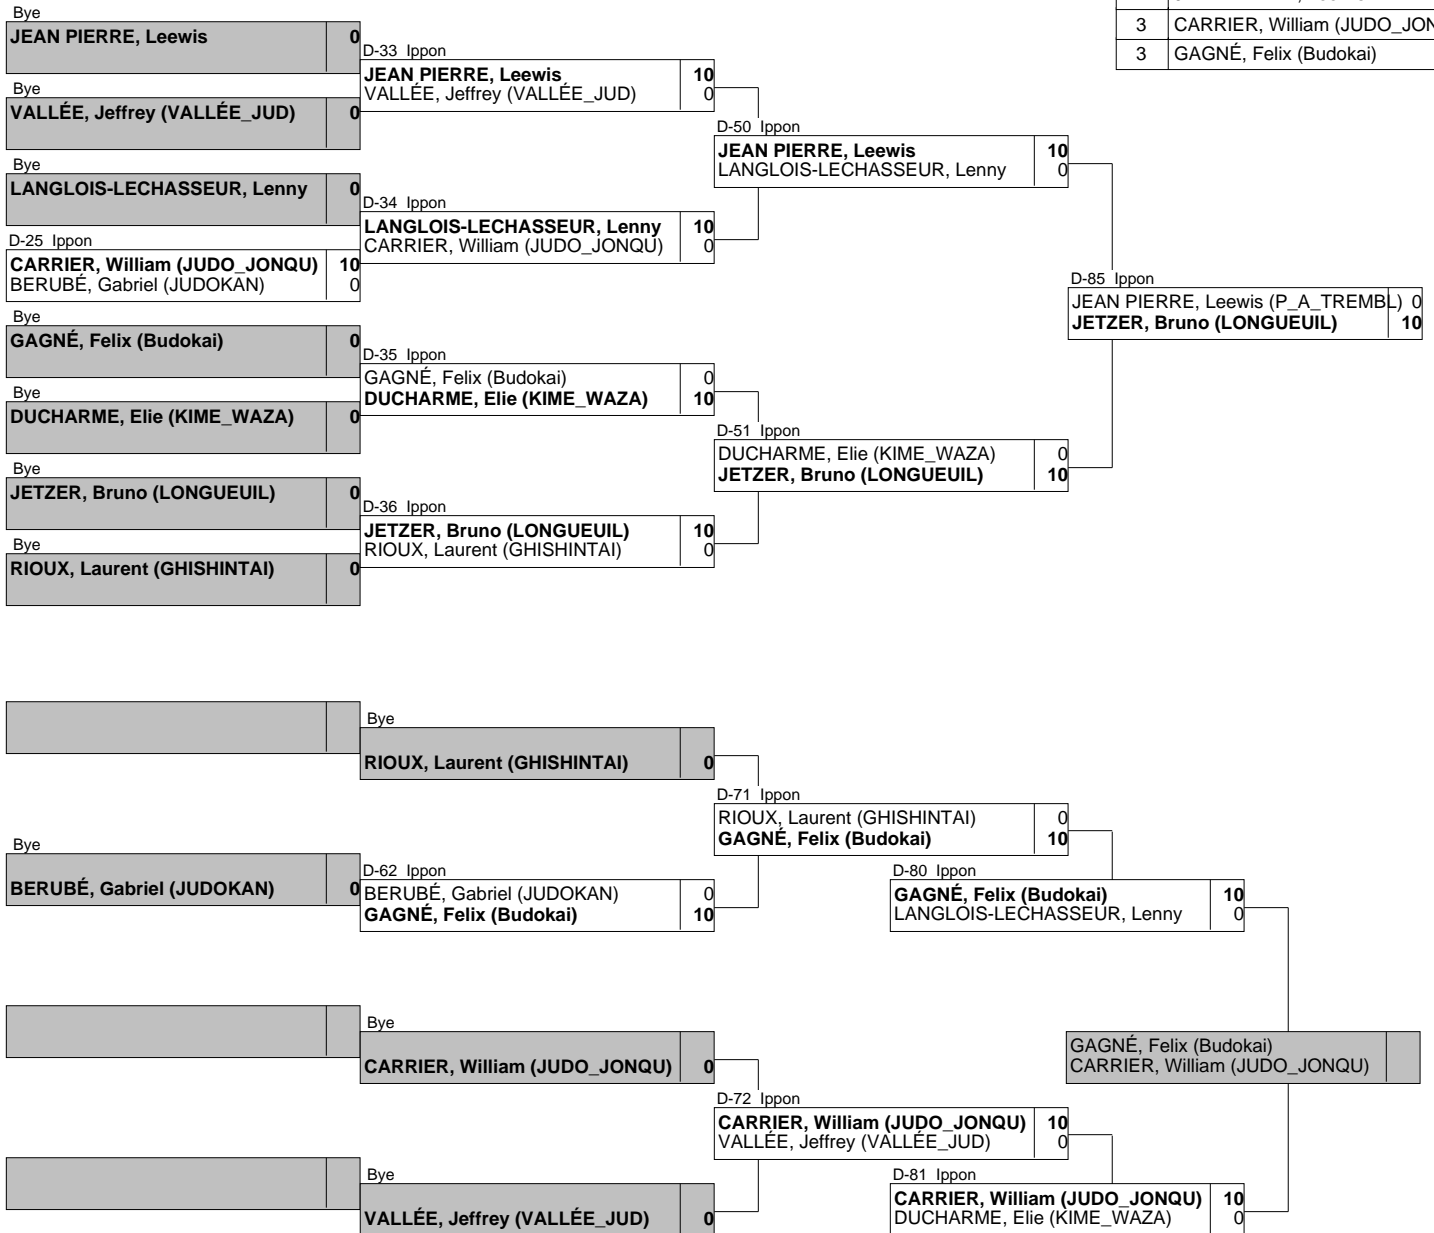 3 CARRIER, William (JUDO_JON
3 GAGNÉ, Felix (Budokai)
Bye
JEAN PIERRE, Leewis 0
Bye
VALLÉE, Jeffrey (VALLÉE_JUD) 0
Bye
LANGLOIS-LECHASSEUR, Lenny 0
D-25 Ippon
CARRIER, William (JUDO_JONQU) 10
BERUBÉ, Gabriel (JUDOKAN) 0
Bye
GAGNÉ, Felix (Budokai) 0
Bye
DUCHARME, Elie (KIME_WAZA) 0
Bye
JETZER, Bruno (LONGUEUIL) 0
Bye
RIOUX, Laurent (GHISHINTAI) 0
D-33 Ippon
JEAN PIERRE, Leewis 10
VALLÉE, Jeffrey (VALLÉE_JUD) 0
D-34 Ippon
LANGLOIS-LECHASSEUR, Lenny 10
CARRIER, William (JUDO_JONQU) 0
D-35 Ippon
GAGNÉ, Felix (Budokai) 0
DUCHARME, Elie (KIME_WAZA) 10
D-36 Ippon
JETZER, Bruno (LONGUEUIL) 10
RIOUX, Laurent (GHISHINTAI) 0
D-50 Ippon
JEAN PIERRE, Leewis 10
LANGLOIS-LECHASSEUR, Lenny 0
D-51 Ippon
DUCHARME, Elie (KIME_WAZA) 0
JETZER, Bruno (LONGUEUIL) 10
D-85 Ippon
JEAN PIERRE, Leewis (P_A_TREMBL) 0
JETZER, Bruno (LONGUEUIL) 10
Bye
BERUBÉ, Gabriel (JUDOKAN) 0
Bye
RIOUX, Laurent (GHISHINTAI) 0
D-62 Ippon
BERUBÉ, Gabriel (JUDOKAN) 0
GAGNÉ, Felix (Budokai) 10
Bye
CARRIER, William (JUDO_JONQU) 0
Bye
VALLÉE, Jeffrey (VALLÉE_JUD) 0
D-71 Ippon
RIOUX, Laurent (GHISHINTAI) 0
GAGNÉ, Felix (Budokai) 10
D-72 Ippon
CARRIER, William (JUDO_JONQU) 10
VALLÉE, Jeffrey (VALLÉE_JUD) 0
D-80 Ippon
GAGNÉ, Felix (Budokai) 10
LANGLOIS-LECHASSEUR, Lenny 0
D-81 Ippon
CARRIER, William (JUDO_JONQU) 10
DUCHARME, Elie (KIME_WAZA) 0
GAGNÉ, Felix (Budokai)
CARRIER, William (JUDO_JONQU)